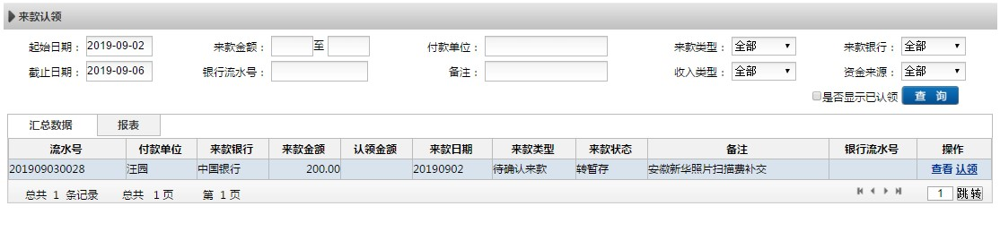 来款认领
起始日期： 2019-09-02 来款金额： 至 付款单位： 来款类型： 全部 来款银行： 全部
截止日期： 2019-09-06 银行流水号： 备注： 收入类型： 全部 资金来源： 全部
是否显示已认领 查 询
汇总数据 报表
流水号 付款单位 来款银行 来款金额 认领金额 来款日期 来款类型 来款状态 备注 银行流水号 操作
201909030028 汪园 中国银行 200.00 20190902 待确认来款 转暂存 安徽新华照片扫描费补交 查看 认领
总共 1 条记录 总共 1 页 第 1 页 1 跳 转